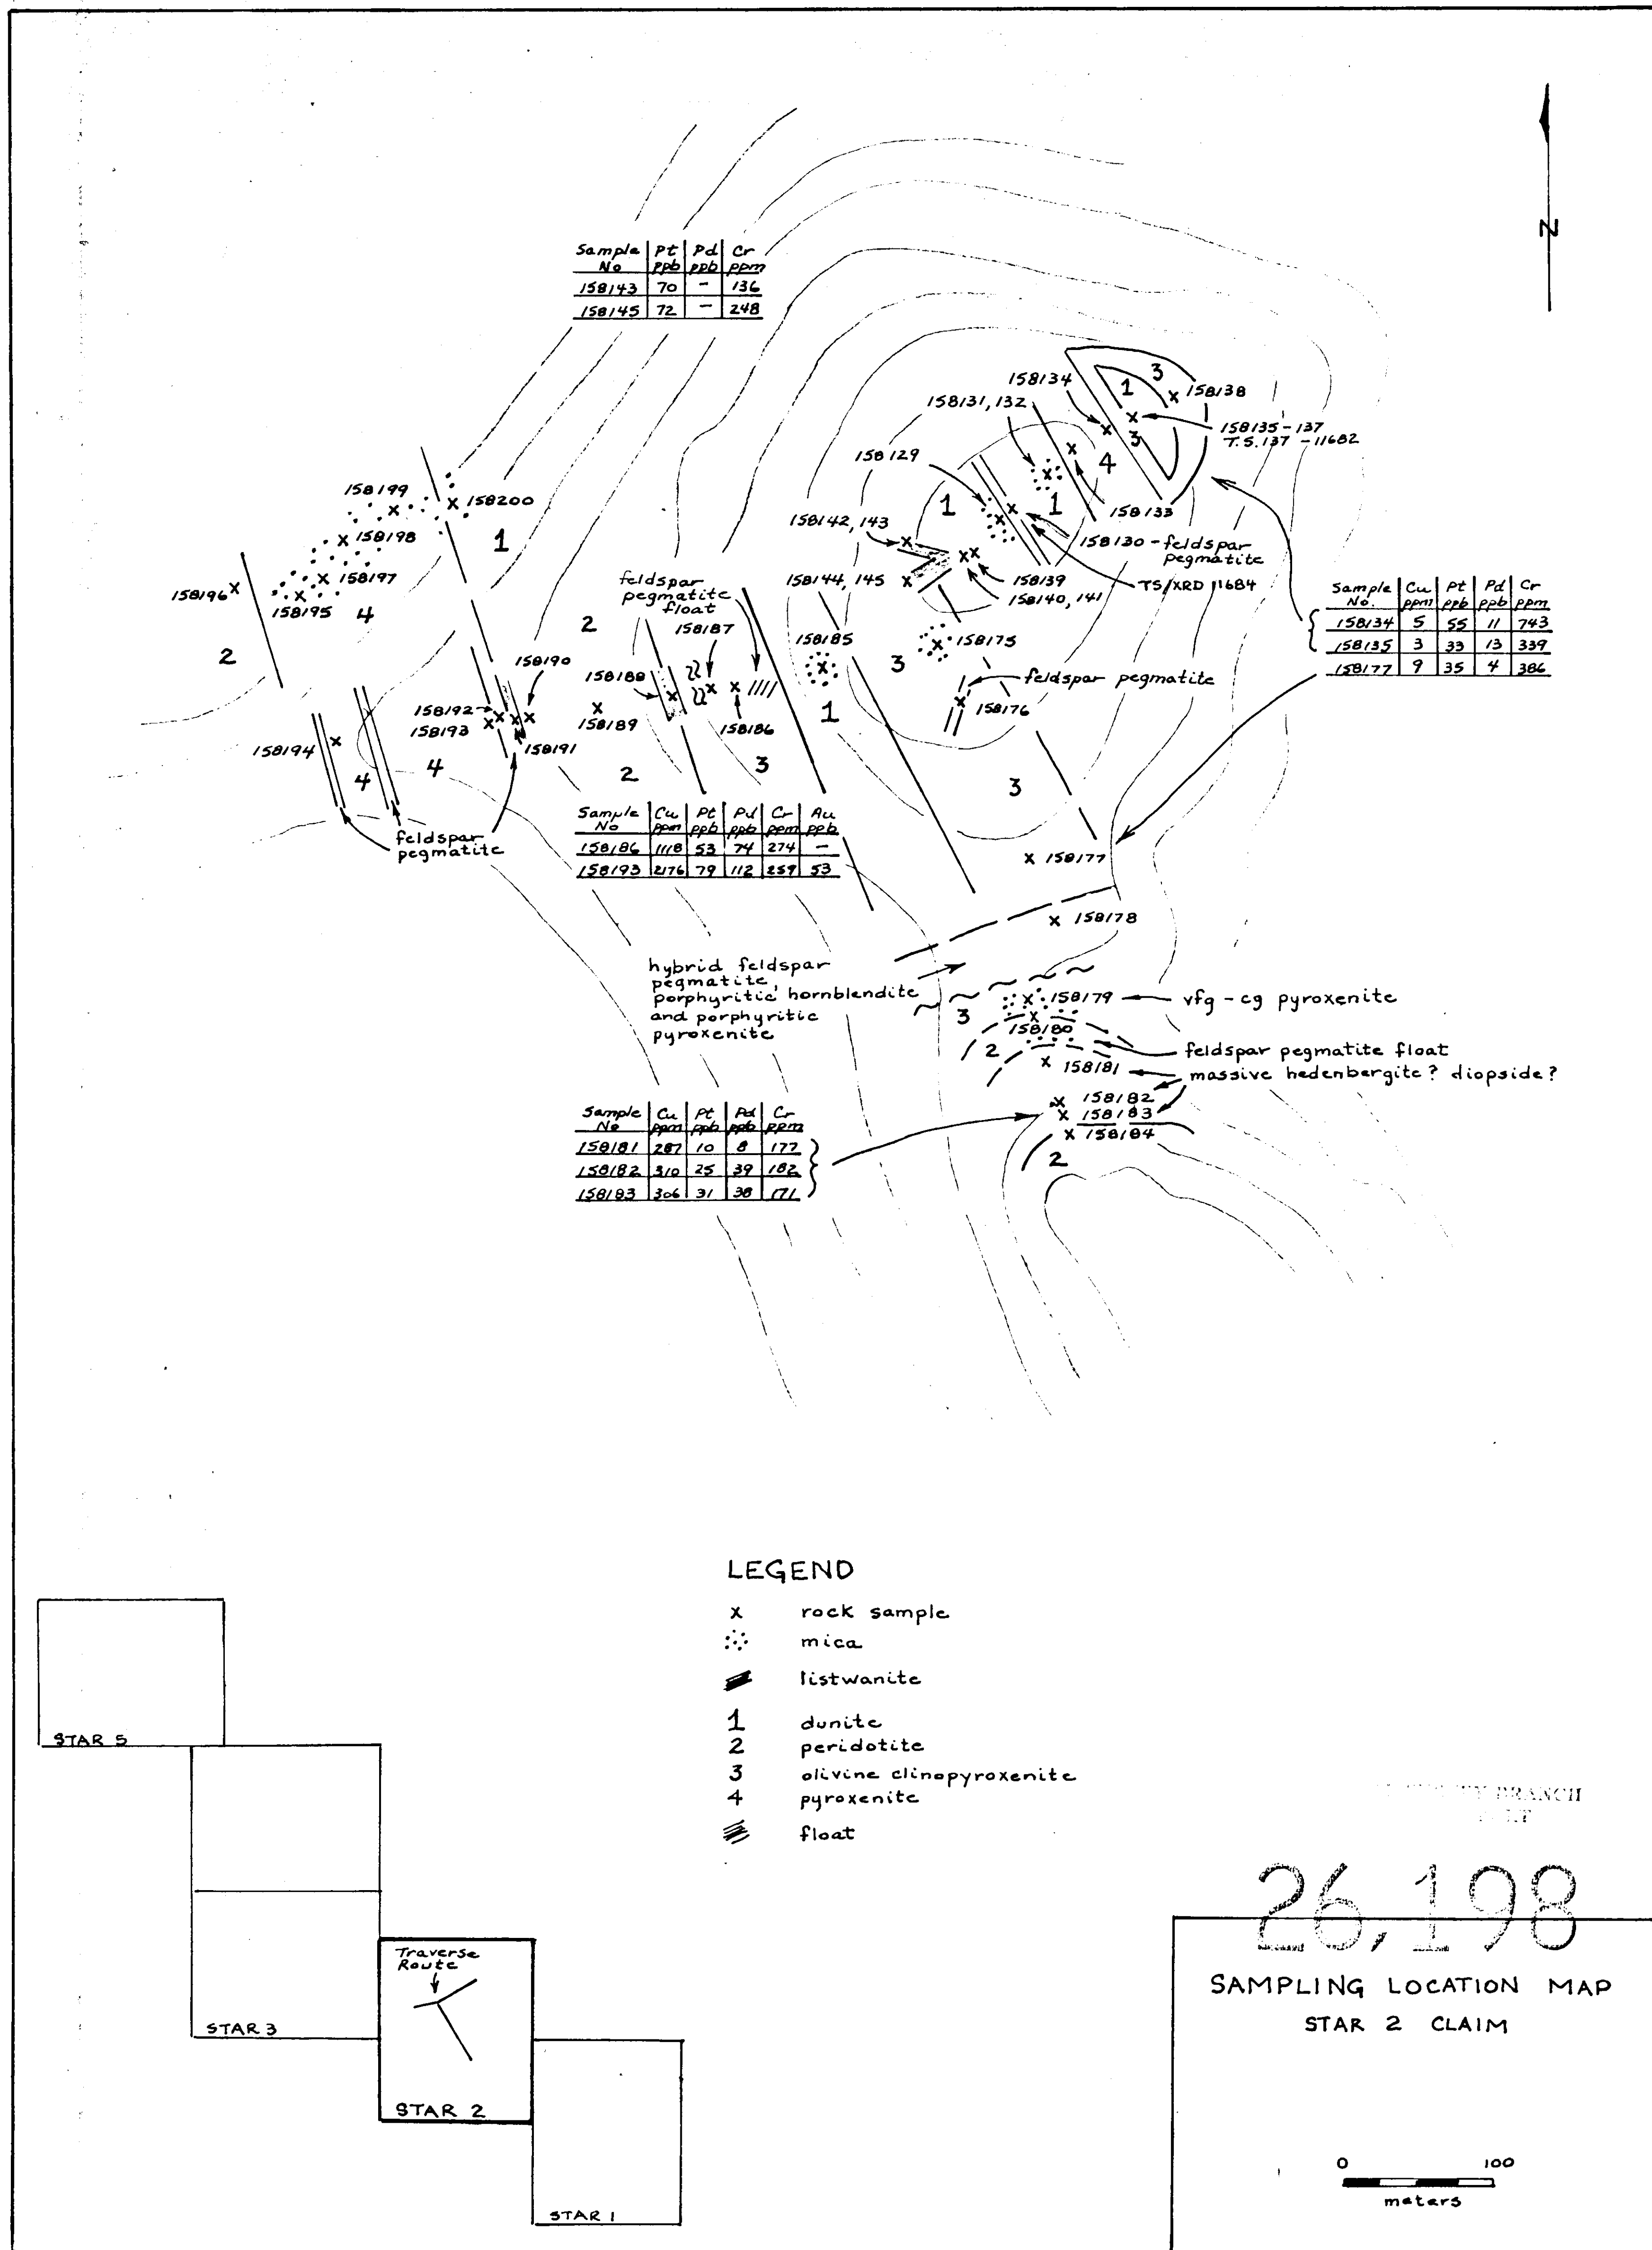 N
Sample No | Pt ppb | Pd ppb | Cr ppm
158143 | 70 | - | 136
158145 | 72 | - | 248
158134
3
1
158138
158131, 132
158135-137
T.S. 137 - 11682
3
158129
4
158199
158200
1
1
158133
158142, 143
158130 - feldspar
pegmatite
158198
1
158144, 145
158139
TS/XRD 11684
158140, 141
158197
158196
158195
4
feldspar
pegmatite
float
Sample No. | Cu ppm | Pt ppb | Pd ppb | Cr ppm
158134 | 5 | 55 | 11 | 743
158135 | 3 | 33 | 13 | 339
158177 | 9 | 35 | 4 | 386
2
158187
158185
158175
2
158190
3
158188
feldspar pegmatite
158192
158189
158176
158193
158186
1
158191
158194
4
4
2
3
3
feldspar
pegmatite
Sample No | Cu ppm | Pt ppb | Pd ppb | Cr ppm | Au ppb
158186 | 1118 | 53 | 74 | 274 | -
158193 | 2176 | 79 | 112 | 259 | 53
158177
158178
hybrid feldspar
pegmatite,
porphyritic hornblendite
and porphyritic
pyroxenite
158179
vfg - cg pyroxenite
3
158180
2
feldspar pegmatite float
158181
massive hedenbergite? diopside?
158182
158183
158184
2
Sample No | Cu ppm | Pt ppb | Pd ppb | Cr ppm
158181 | 287 | 10 | 8 | 177
158182 | 310 | 25 | 39 | 182
158183 | 306 | 31 | 38 | 171
LEGEND
x rock sample
mica
listwanite
1 dunite
2 peridotite
3 olivine clinopyroxenite
4 pyroxenite
float
STAR 5
STAR 3
Traverse
Route
STAR 2
STAR 1
BRANCH
26,198
SAMPLING LOCATION MAP
STAR 2 CLAIM
0 100
meters